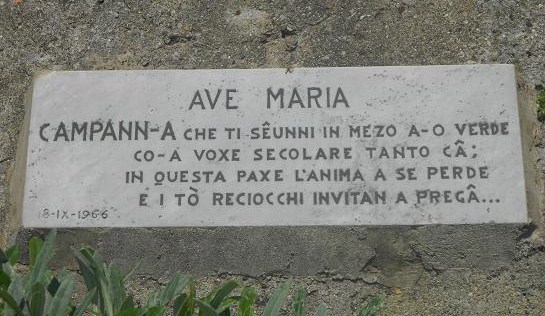 AVE MARIA
CAMPANN-A CHE TI SÊUNNI IN MEZO A-O VERDE
CO-A VOXE SECOLARE TANTO CÂ;
IN QUESTA PAXE L'ANIMA A SE PERDE
E I TÒ RECIOCCHI INVITAN A PREGÂ...
8-IX-1966